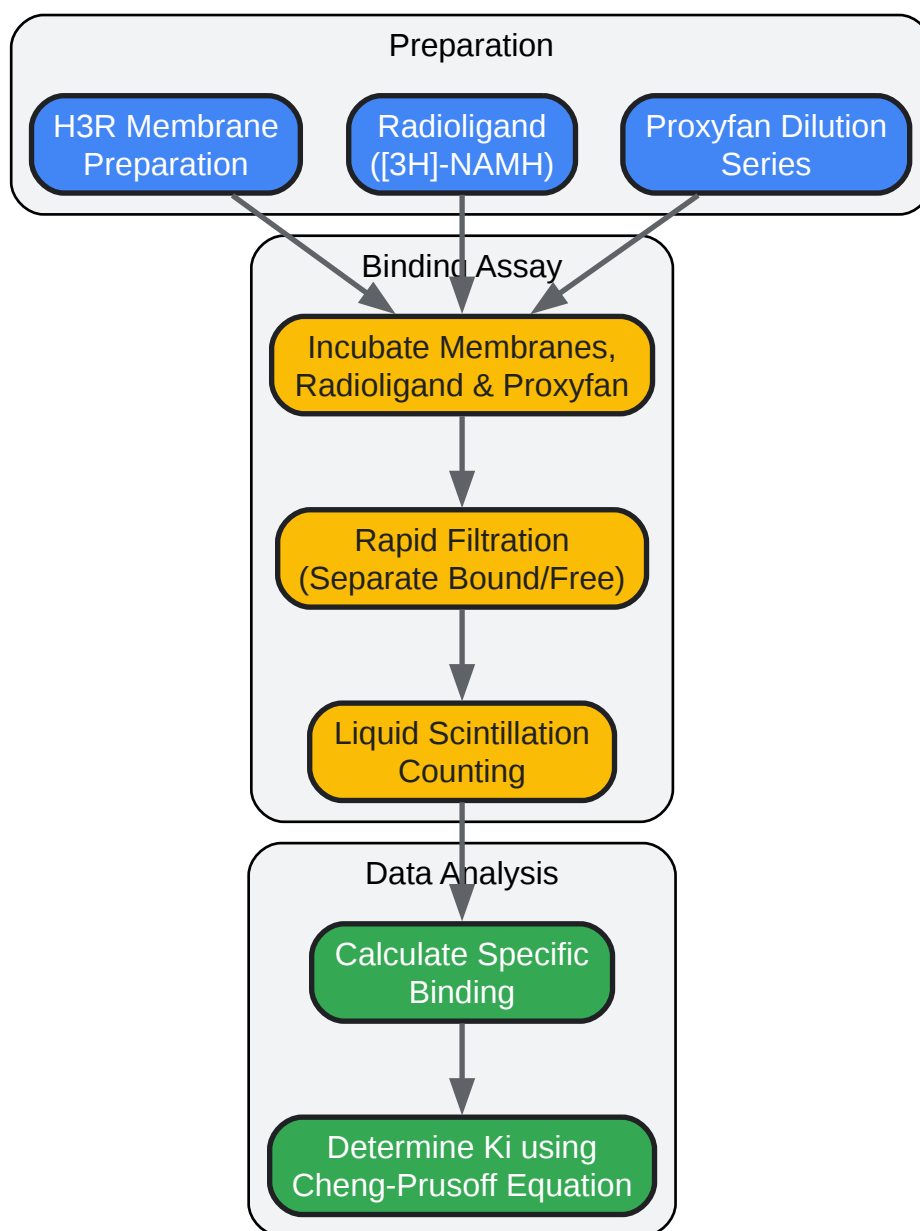 Preparation
H3R Membrane
Preparation
Radioligand
([3H]-NAMH)
Proxyfan Dilution
Series
Binding Assay
Incubate Membranes,
Radioligand & Proxyfan
Rapid Filtration
(Separate Bound/Free)
Liquid Scintillation
Counting
Data Analysis
Calculate Specific
Binding
Determine Ki using
Cheng-Prusoff Equation